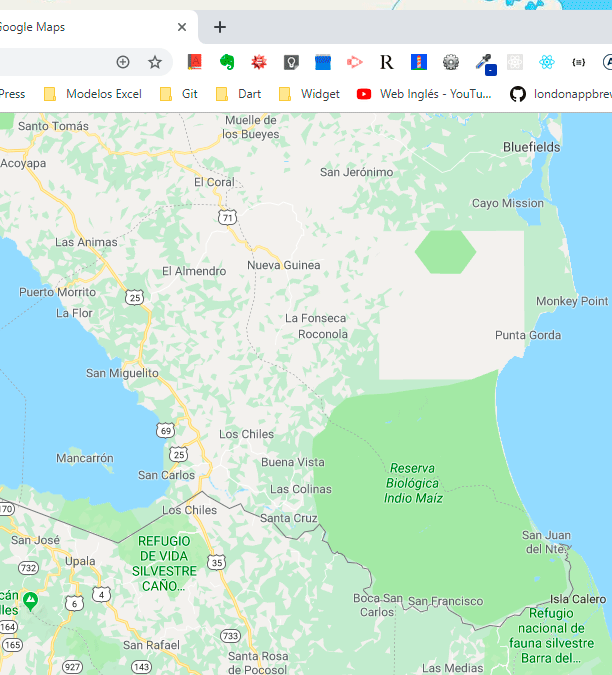 Google Maps
Press
Modelos Excel
Git
Dart
Widget
Web Inglés - YouTu...
londonappbrew
Santo Tomás
Muelle de
los Bueyes
Bluefields
Acoyapa
San Jerónimo
El Coral
Cayo Mission
71
Las Animas
Nueva Guinea
El Almendro
Puerto Morrito
25
Monkey Point
La Flor
La Fonseca
Roconola
Punta Gorda
San Miguelito
69
Los Chiles
25
Mancarrón
Buena Vista
Reserva
Biológica
Indio Maíz
San Carlos
Las Colinas
170
Los Chiles
Santa Cruz
San José
REFUGIO
DE VIDA
SILVESTRE
CAÑO...
San Juan
del Nte.
Upala
35
732
4
cán
lles
6
Boca San
Carlos
San Francisco
Isla Calero
Refugio
nacional de
fauna silvestre
Barra del...
164
165
733
San Rafael
Santa Rosa
de Pocosol
927
143
Las Medias